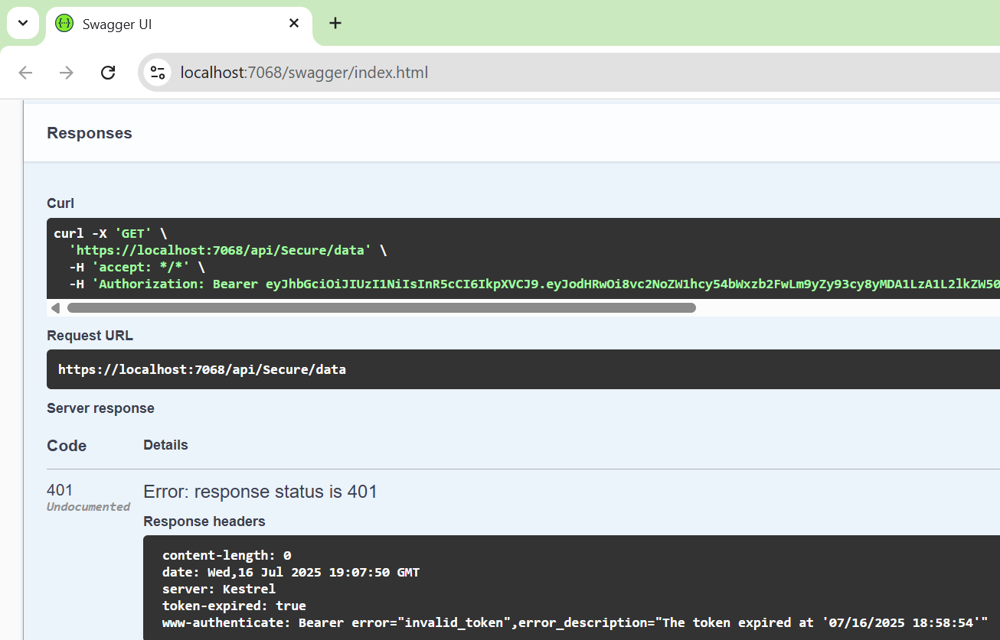 Swagger UI
localhost:7068/swagger/index.html
Responses
Curl
curl -X 'GET' \
'https://localhost:7068/api/Secure/data' \
-H 'accept: */*' \
-H 'Authorization: Bearer eyJhbGciOiJIUzI1NiIsInR5cCI6IkpXVCJ9.eyJodHRwOi8vc2NoZW1hcy54bWxzb2FwLm9yZy93cy8yMDA1LzA1L2lkZW50
Request URL
https://localhost:7068/api/Secure/data
Server response
Code Details
401 Error: response status is 401
Undocumented
Response headers
content-length: 0
date: Wed,16 Jul 2025 19:07:50 GMT
server: Kestrel
token-expired: true
www-authenticate: Bearer error="invalid_token",error_description="The token expired at '07/16/2025 18:58:54'"